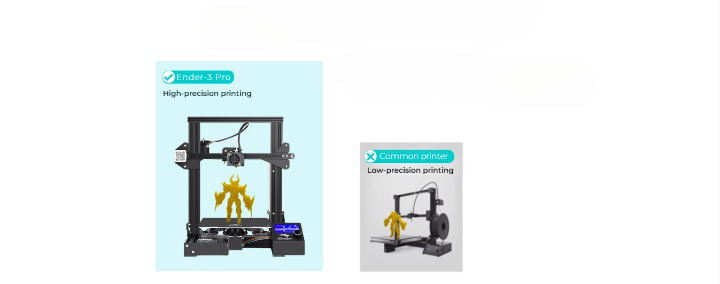 Ender-3 Pro
High-precision printing
Common printer
Low-precision printing